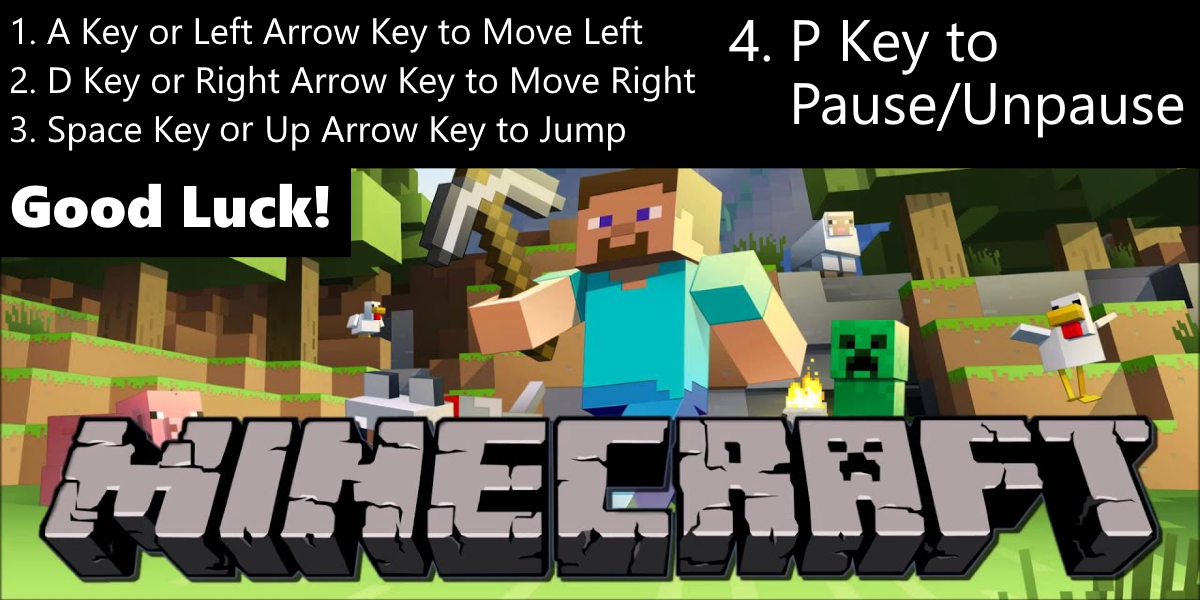 1. A Key or Left Arrow Key to Move Left
2. D Key or Right Arrow Key to Move Right
3. Space Key or Up Arrow Key to Jump
4. P Key to
Pause/Unpause
Good Luck!
MINECRAFT